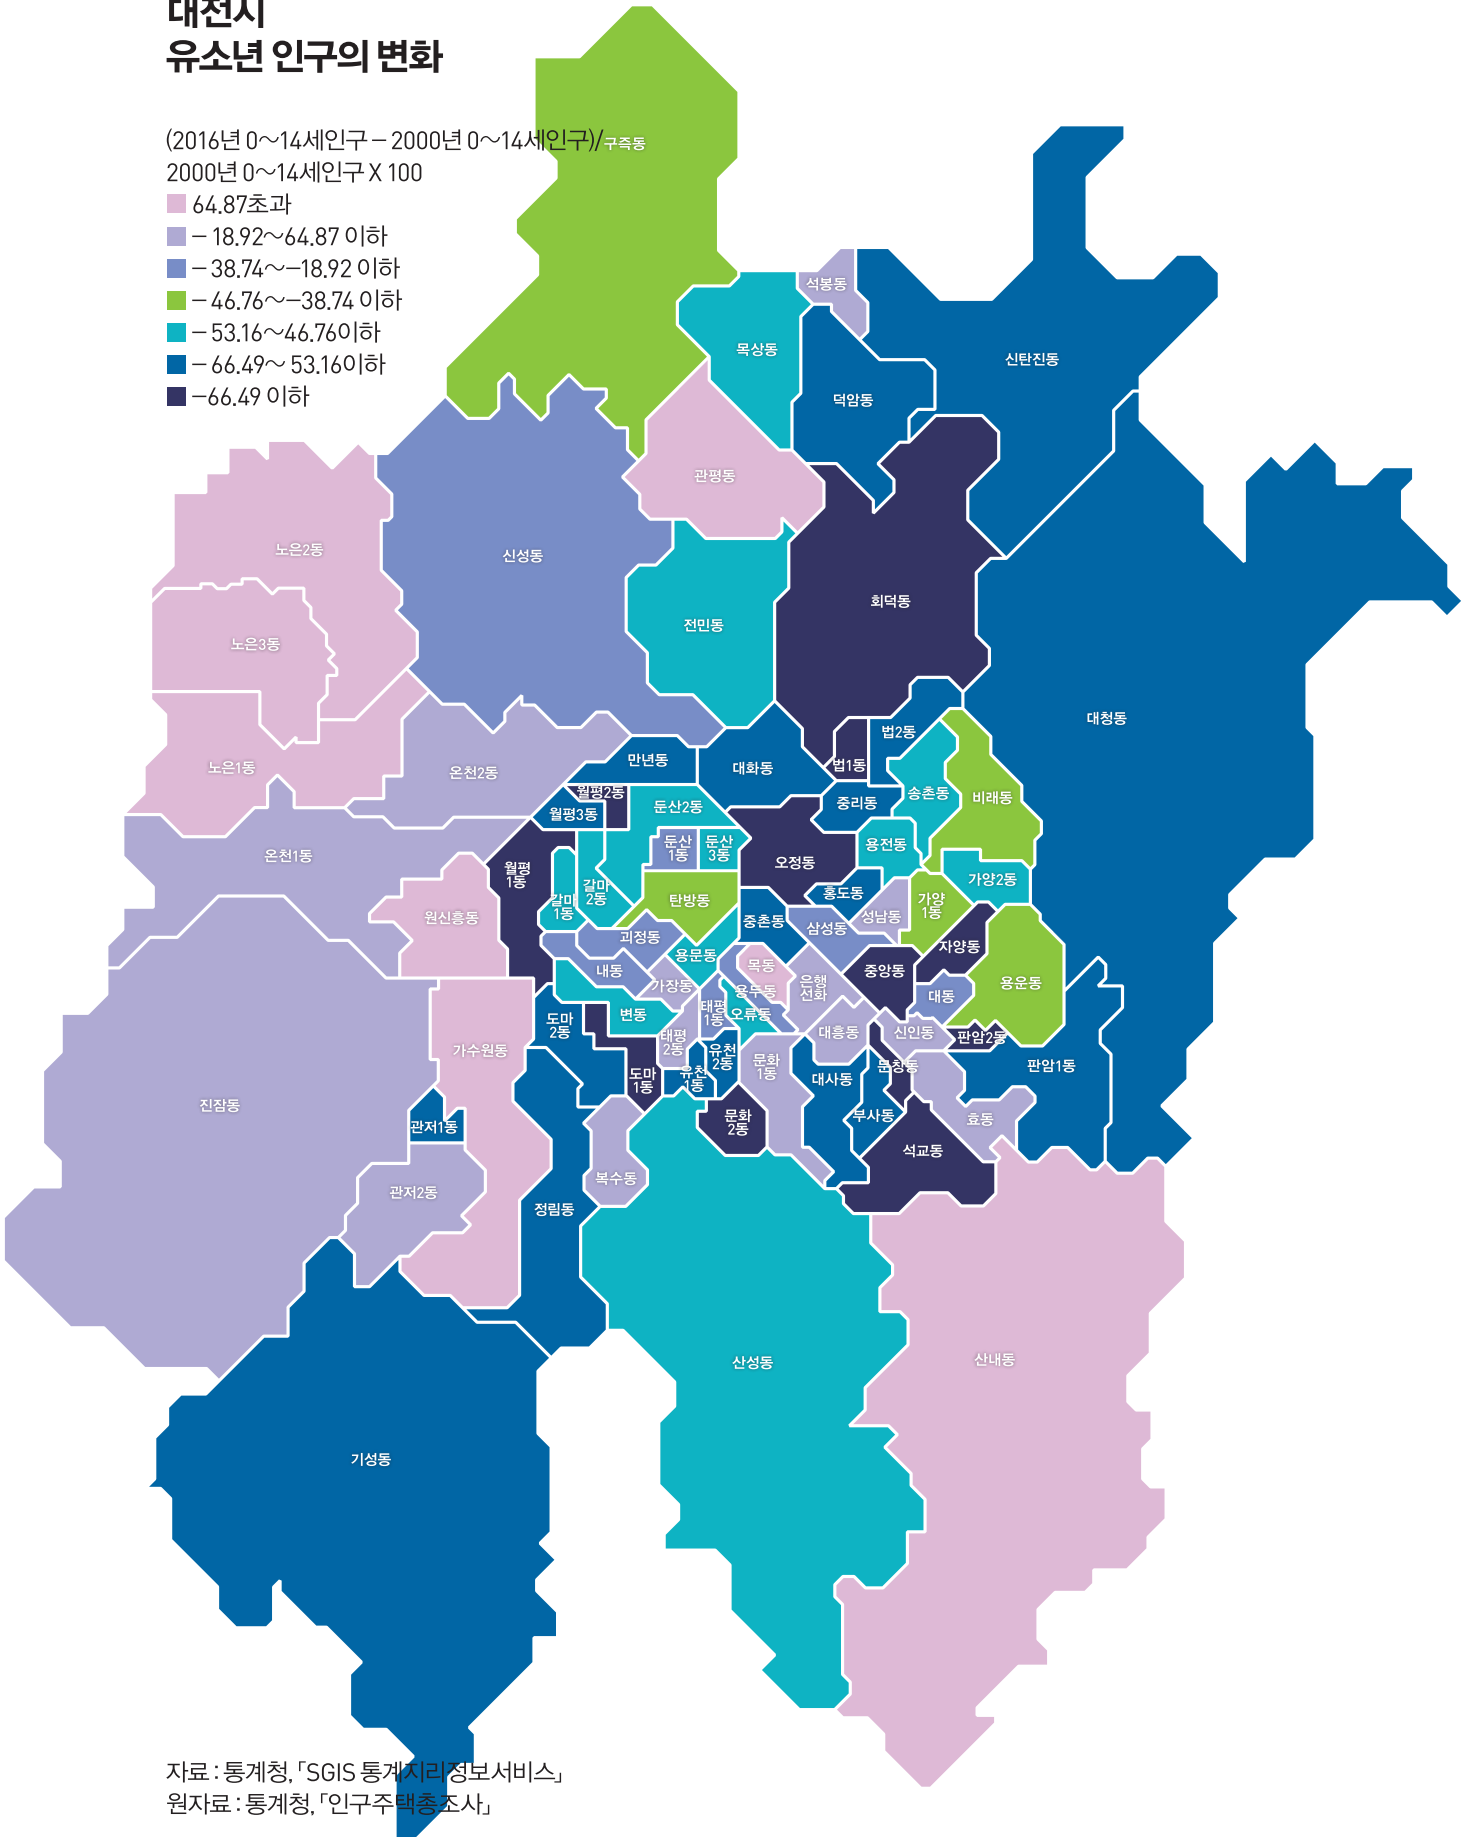 대전시
유소년 인구의 변화
(2016년 0~14세인구 – 2000년 0~14세인구)/
2000년 0~14세인구 X 100
64.87초과
– 18.92~64.87 이하
– 38.74~–18.92 이하
– 46.76~–38.74 이하
– 53.16~46.76이하
– 66.49~ 53.16이하
–66.49 이하
구즉동
석봉동
목상동
신탄진동
덕암동
관평동
노은2동
신성동
회덕동
전민동
노은3동
대청동
법2동
만년동
법1동
노은1동
대화동
온천2동
월평2동
송촌동
비래동
중리동
둔산2동
월평3동
용전동
둔산
1동
둔산
3동
온천1동
오정동
월평
1동
가양2동
갈마
2동
홍도동
탄방동
가양
1동
갈마
1동
원신흥동
성남동
중촌동
삼성동
괴정동
자양동
용문동
목동
내동
중앙동
은행
선화
용운동
가장동
용두동
대동
태평
1동
오류동
변동
도마
2동
대흥동
신인동
태평
2동
판암2동
가수원동
유천
2동
문화
1동
문창동
판암1동
유천
1동
도마
1동
대사동
진잠동
부사동
문화
2동
효동
관저1동
석교동
복수동
관저2동
정림동
산성동
산내동
기성동
자료 : 통계청, 「SGIS 통계지리정보서비스」
원자료 : 통계청, 「인구주택총조사」